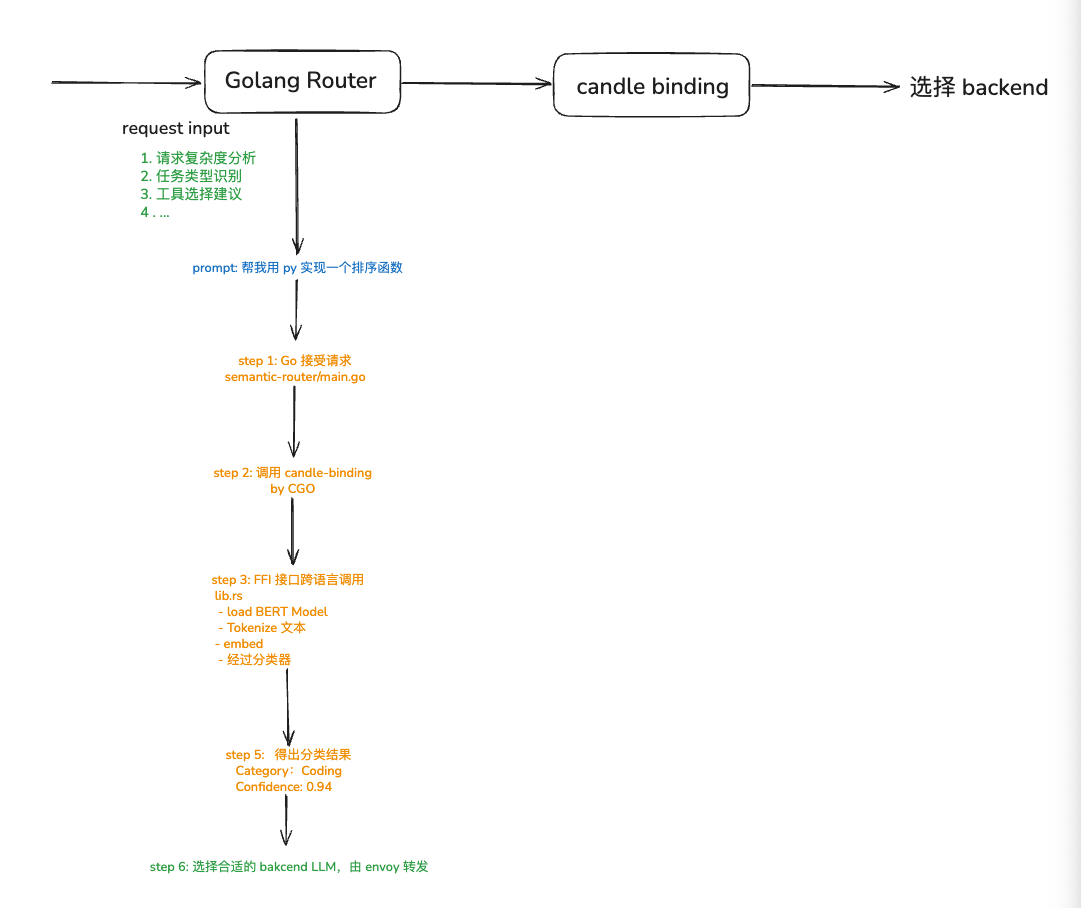 Golang Router
candle binding
选择 backend
request input
1. 请求复杂度分析
2. 任务类型识别
3. 工具选择建议
4 . ...
prompt: 帮我用 py 实现一个排序函数
step 1: Go 接受请求
semantic-router/main.go
step 2: 调用 candle-binding
by CGO
step 3: FFI 接口跨语言调用
lib.rs
- load BERT Model
- Tokenize 文本
- embed
- 经过分类器
step 5: 得出分类结果
Category：Coding
Confidence: 0.94
step 6: 选择合适的 bakcend LLM，由 envoy 转发